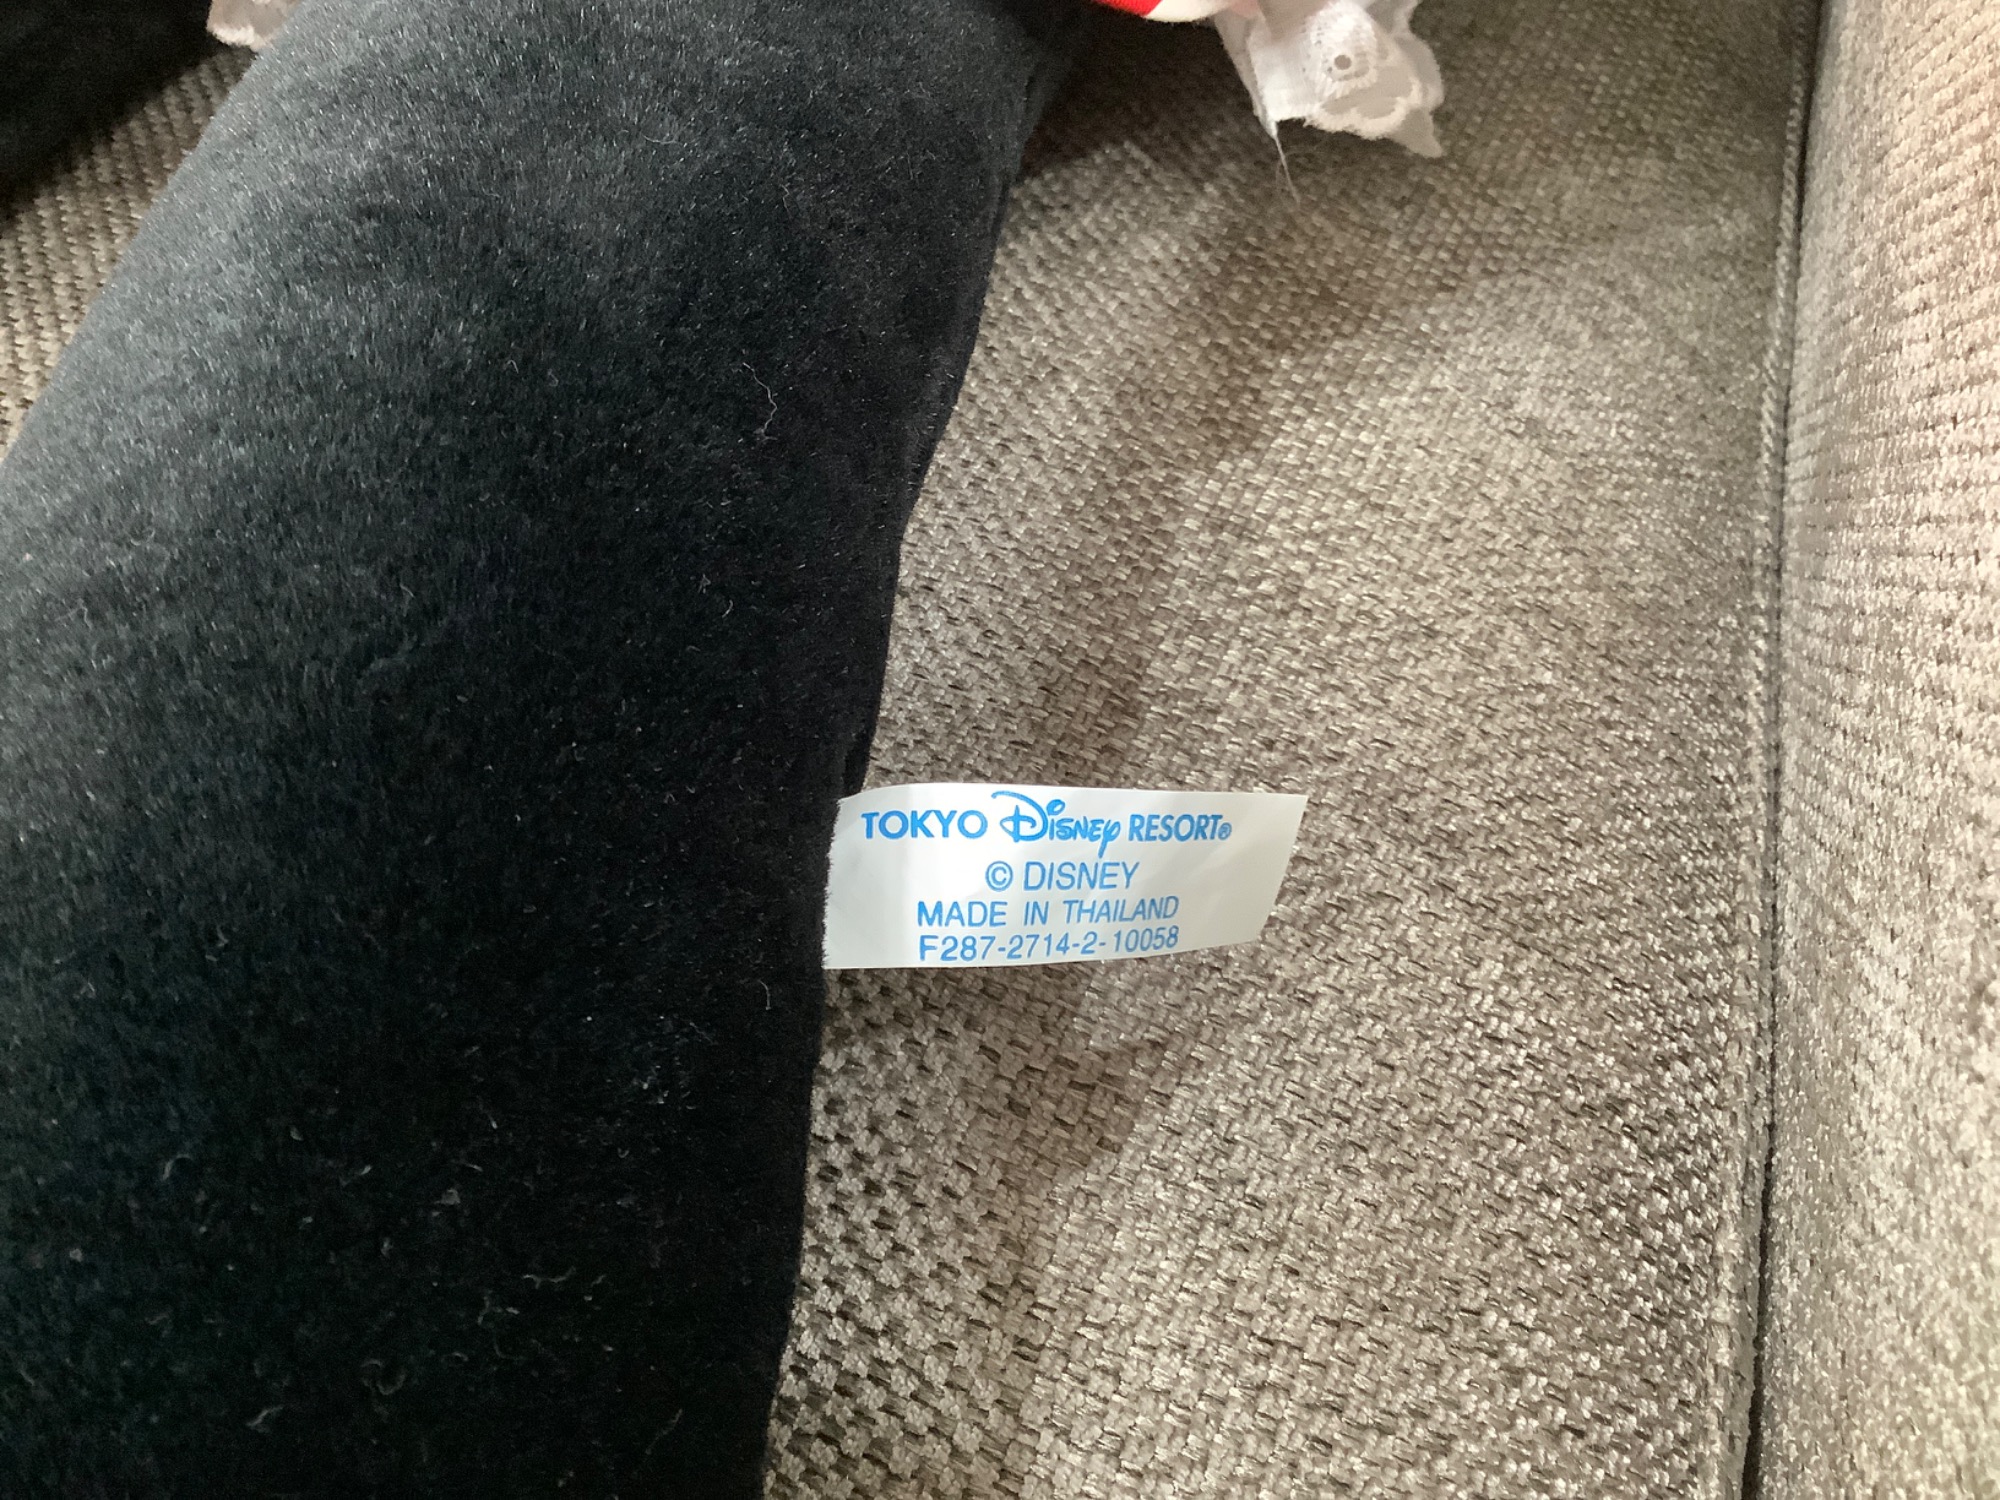 TOKYO Disney RESORT®
© DISNEY
MADE IN THAILAND
F287-2714-2-10058